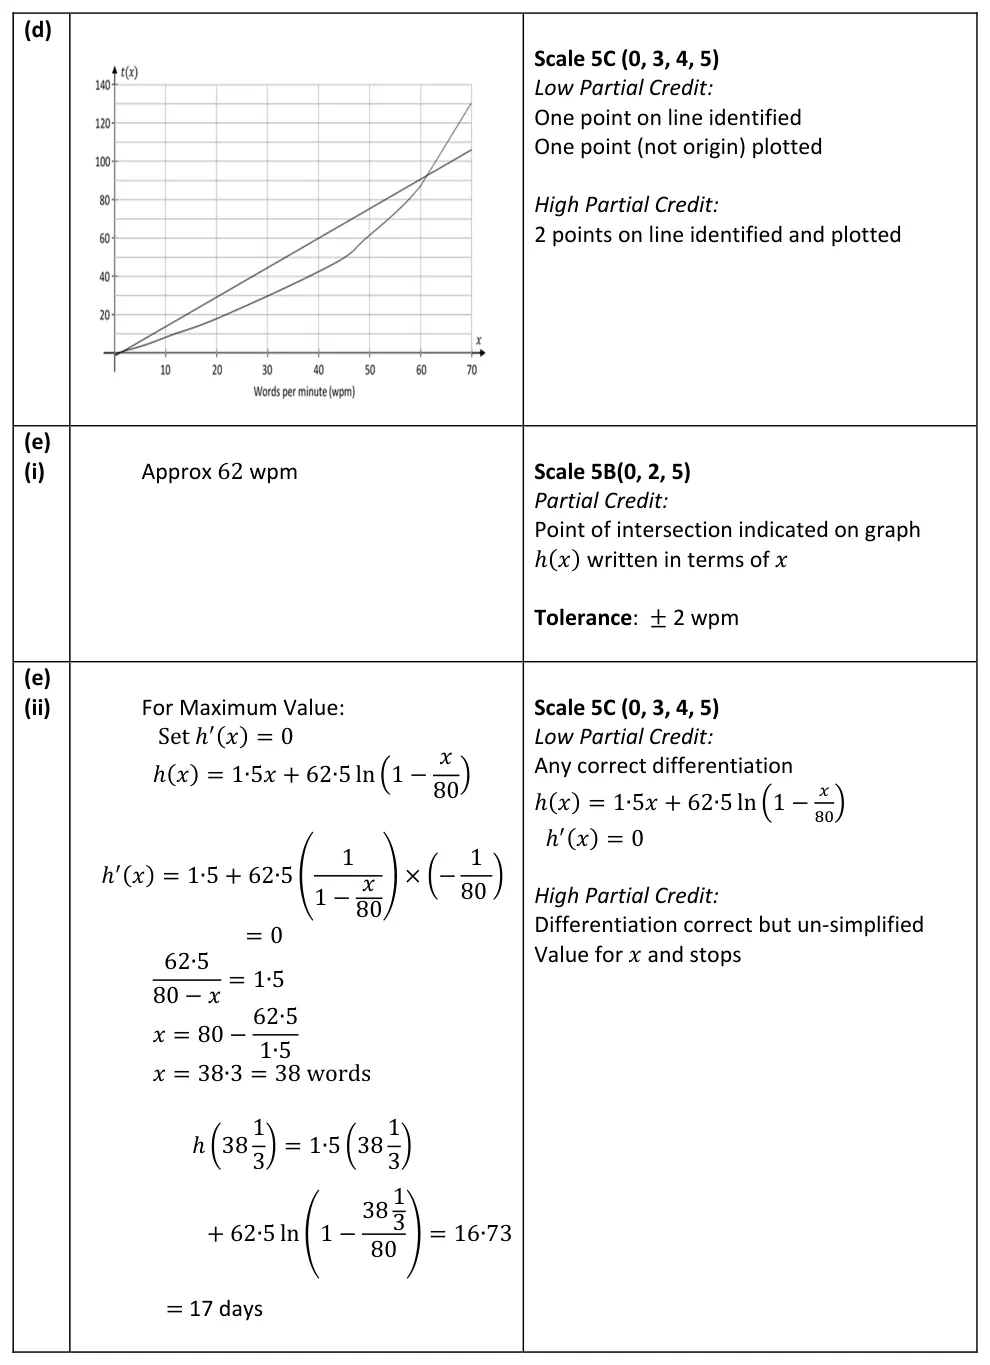 (d)
t(x)
140
120
100
80
60
40
20
x
10 20 30 40 50 60 70
Words per minute (wpm)
Scale 5C (0, 3, 4, 5)
Low Partial Credit:
One point on line identified
One point (not origin) plotted
High Partial Credit:
2 points on line identified and plotted
(e)
(i)
Approx 62 wpm
Scale 5B(0, 2, 5)
Partial Credit:
Point of intersection indicated on graph
h(x) written in terms of x
Tolerance: ± 2 wpm
(e)
(ii)
For Maximum Value:
Set h′(x) = 0
h(x) = 1·5x + 62·5 ln (1 − x/80)
h′(x) = 1·5 + 62·5 (1/(1 − x/80)) × (− 1/80)
= 0
62·5/(80 − x) = 1·5
x = 80 − 62·5/1·5
x = 38·3 = 38 words
h (38 1/3) = 1·5 (38 1/3)
+ 62·5 ln (1 − (38 1/3)/80) = 16·73
= 17 days
Scale 5C (0, 3, 4, 5)
Low Partial Credit:
Any correct differentiation
h(x) = 1·5x + 62·5 ln (1 − x/80)
h′(x) = 0
High Partial Credit:
Differentiation correct but un-simplified
Value for x and stops